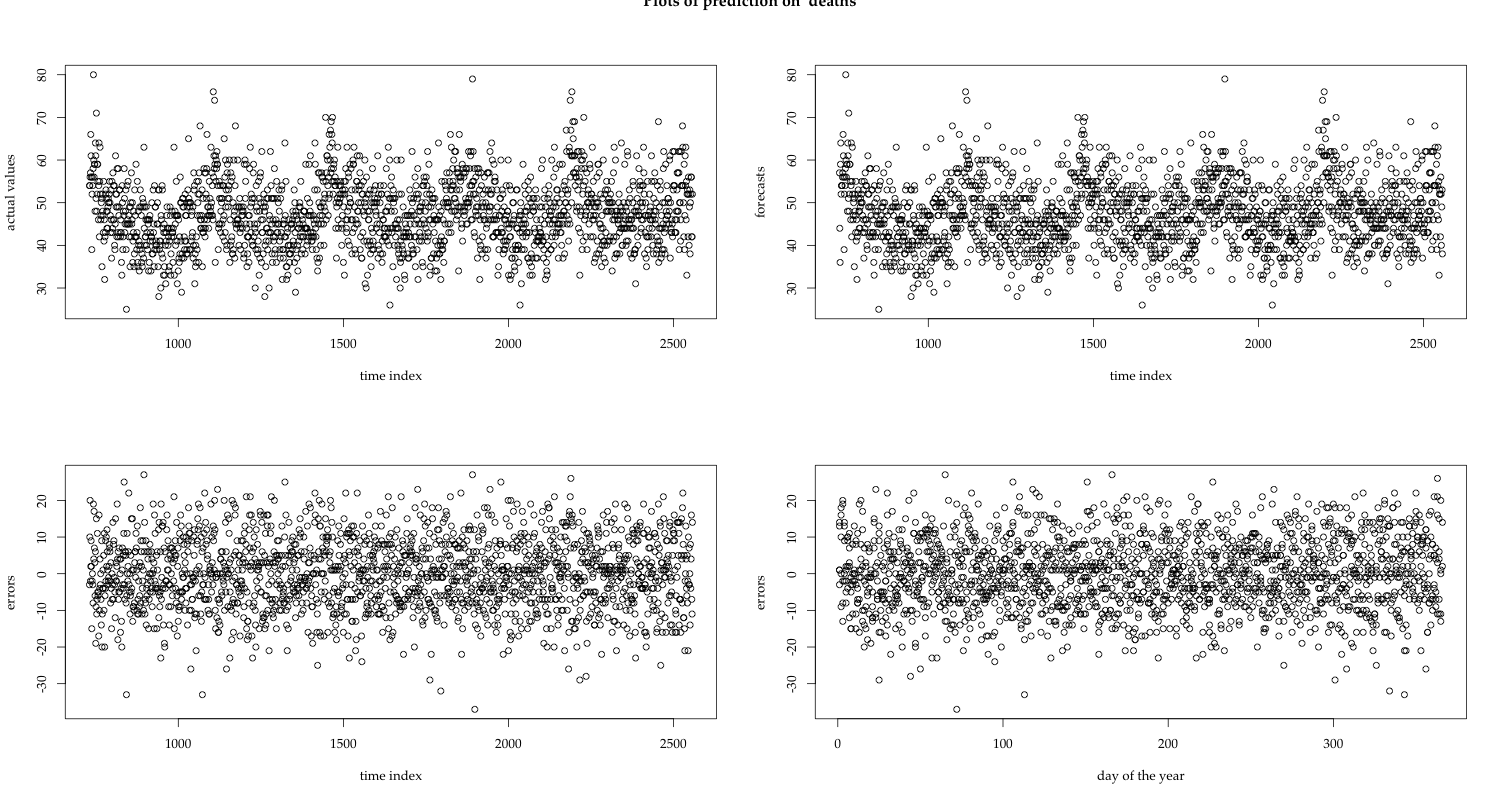 Plots of prediction on 'deaths'
actual values
80
70
60
50
40
30
1000 1500 2000 2500
time index
forecasts
80
70
60
50
40
30
1000 1500 2000 2500
time index
errors
20
10
0
-10
-20
-30
1000 1500 2000 2500
time index
errors
20
10
0
-10
-20
-30
0 100 200 300
day of the year